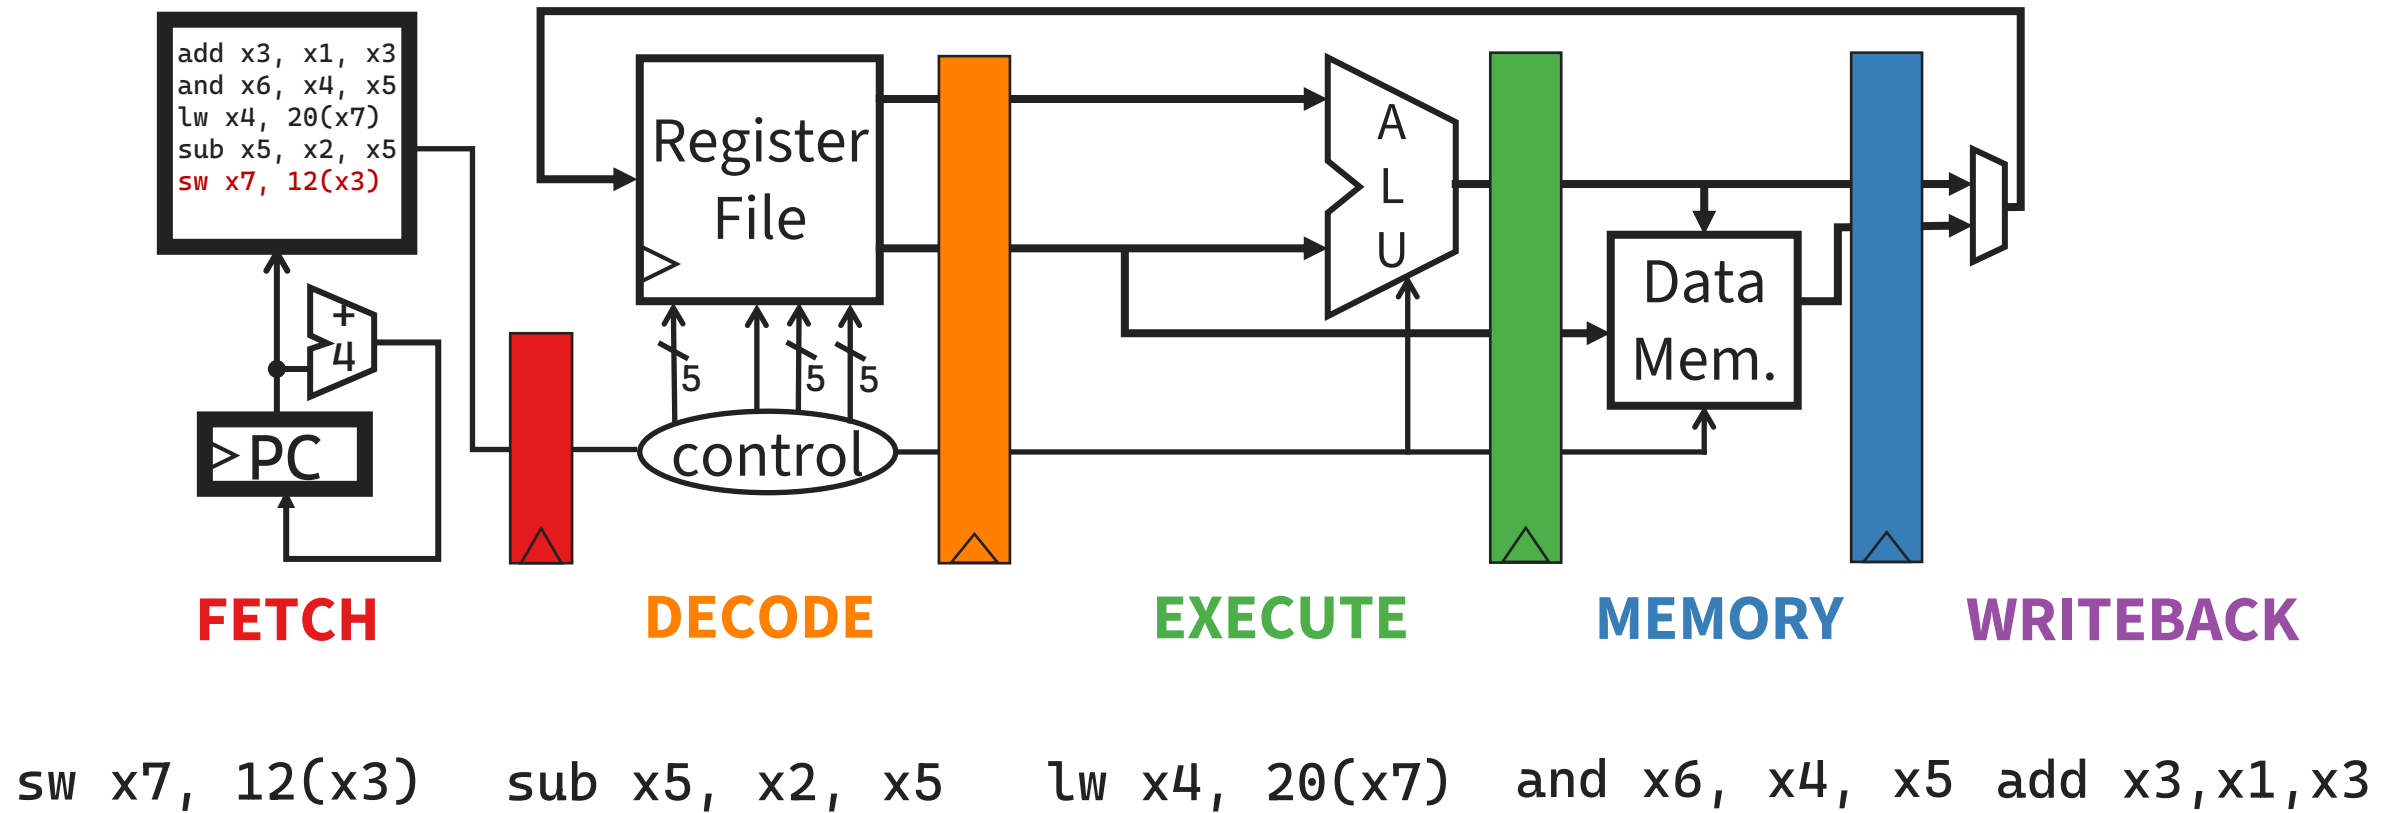 add x3, x1, x3
and x6, x4, x5
lw x4, 20(x7)
sub x5, x2, x5
sw x7, 12(x3)
+
4
PC
Register
File
5
5
5
control
A
L
U
Data
Mem.
FETCH
DECODE
EXECUTE
MEMORY
WRITEBACK
sw x7, 12(x3)
sub x5, x2, x5
lw x4, 20(x7)
and x6, x4, x5
add x3,x1,x3